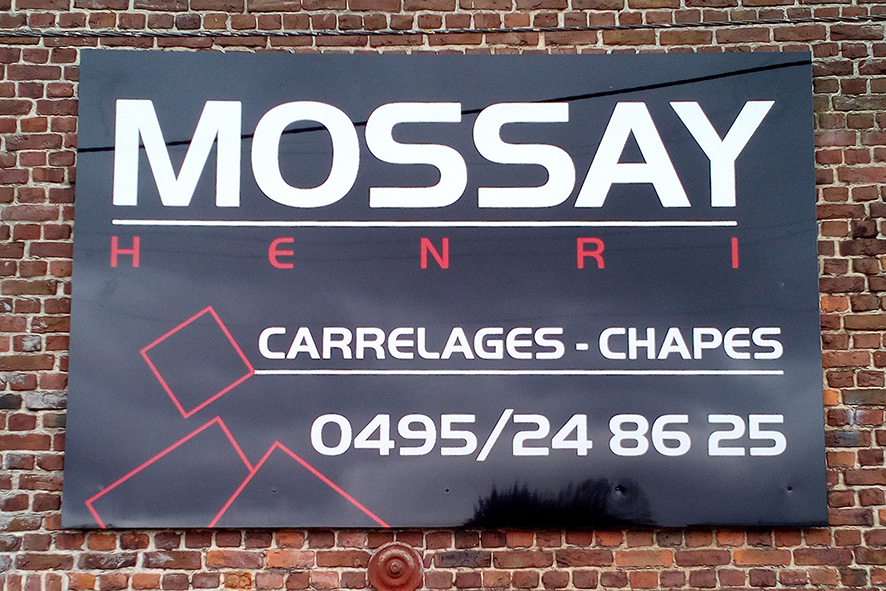 MOSSAY
HENRI
CARRELAGES - CHAPES
0495/24 86 25